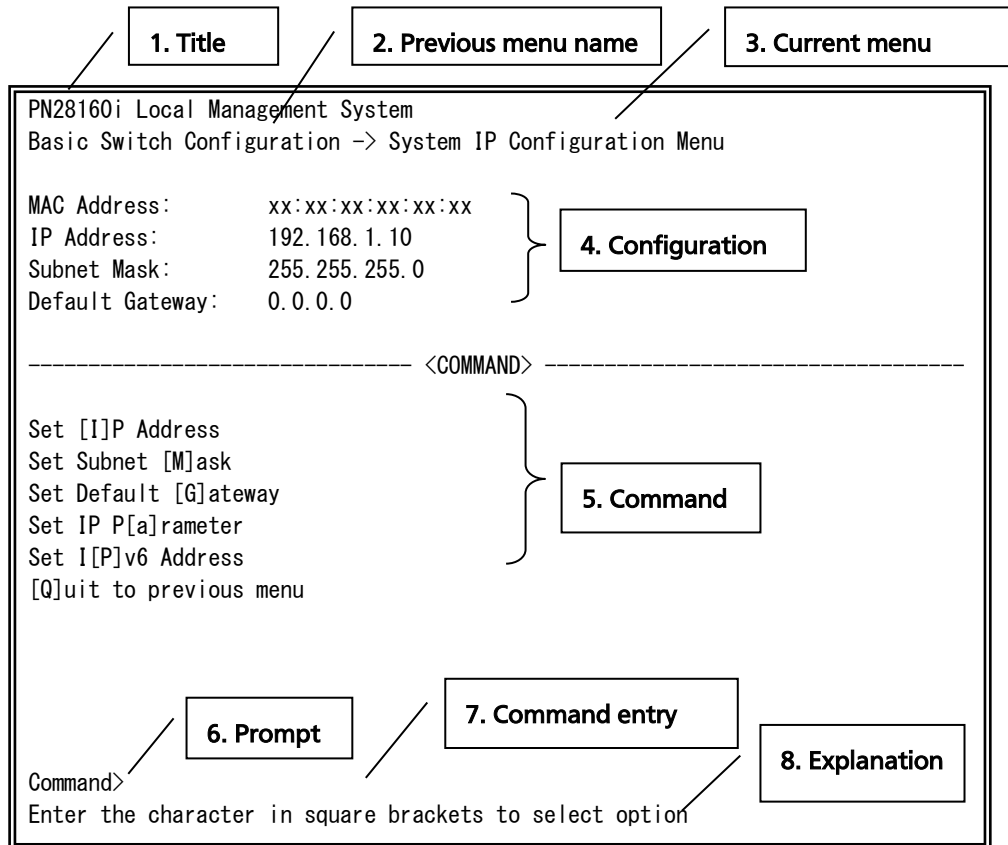 1. Title
2. Previous menu name
3. Current menu
PN28160i Local Management System
Basic Switch Configuration -> System IP Configuration Menu
MAC Address: xx:xx:xx:xx:xx:xx
IP Address: 192.168.1.10
Subnet Mask: 255.255.255.0
Default Gateway: 0.0.0.0
4. Configuration
-------------------------------- <COMMAND> -----------------------------------
Set [I]P Address
Set Subnet [M]ask
Set Default [G]ateway
Set IP P[a]rameter
Set I[P]v6 Address
[Q]uit to previous menu
5. Command
6. Prompt
7. Command entry
8. Explanation
Command>
Enter the character in square brackets to select option